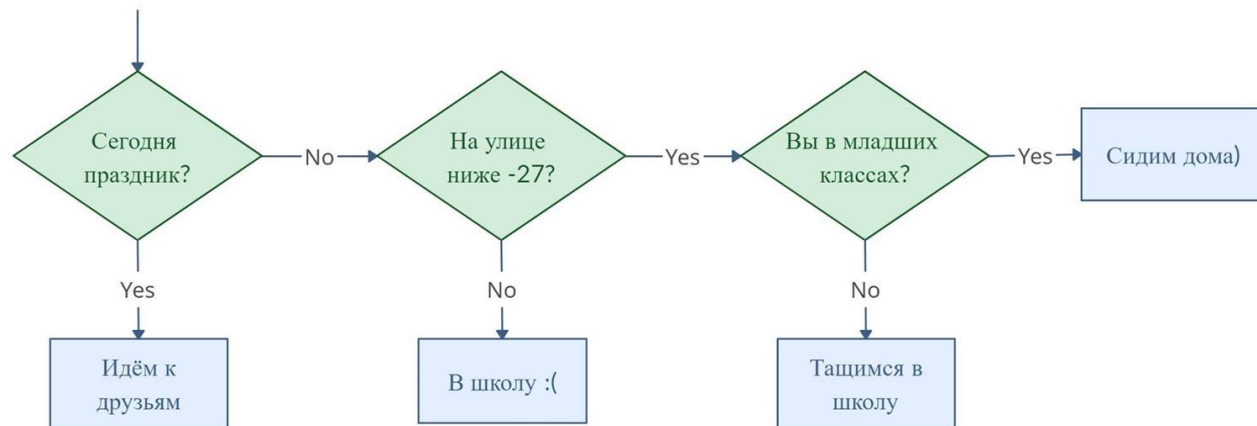 Сегодня
праздник?
No
На улице
ниже -27?
Yes
Вы в младших
классах?
Yes
Сидим дома)
Yes
No
No
Идём к
друзьям
В школу :(
Тащимся в
школу